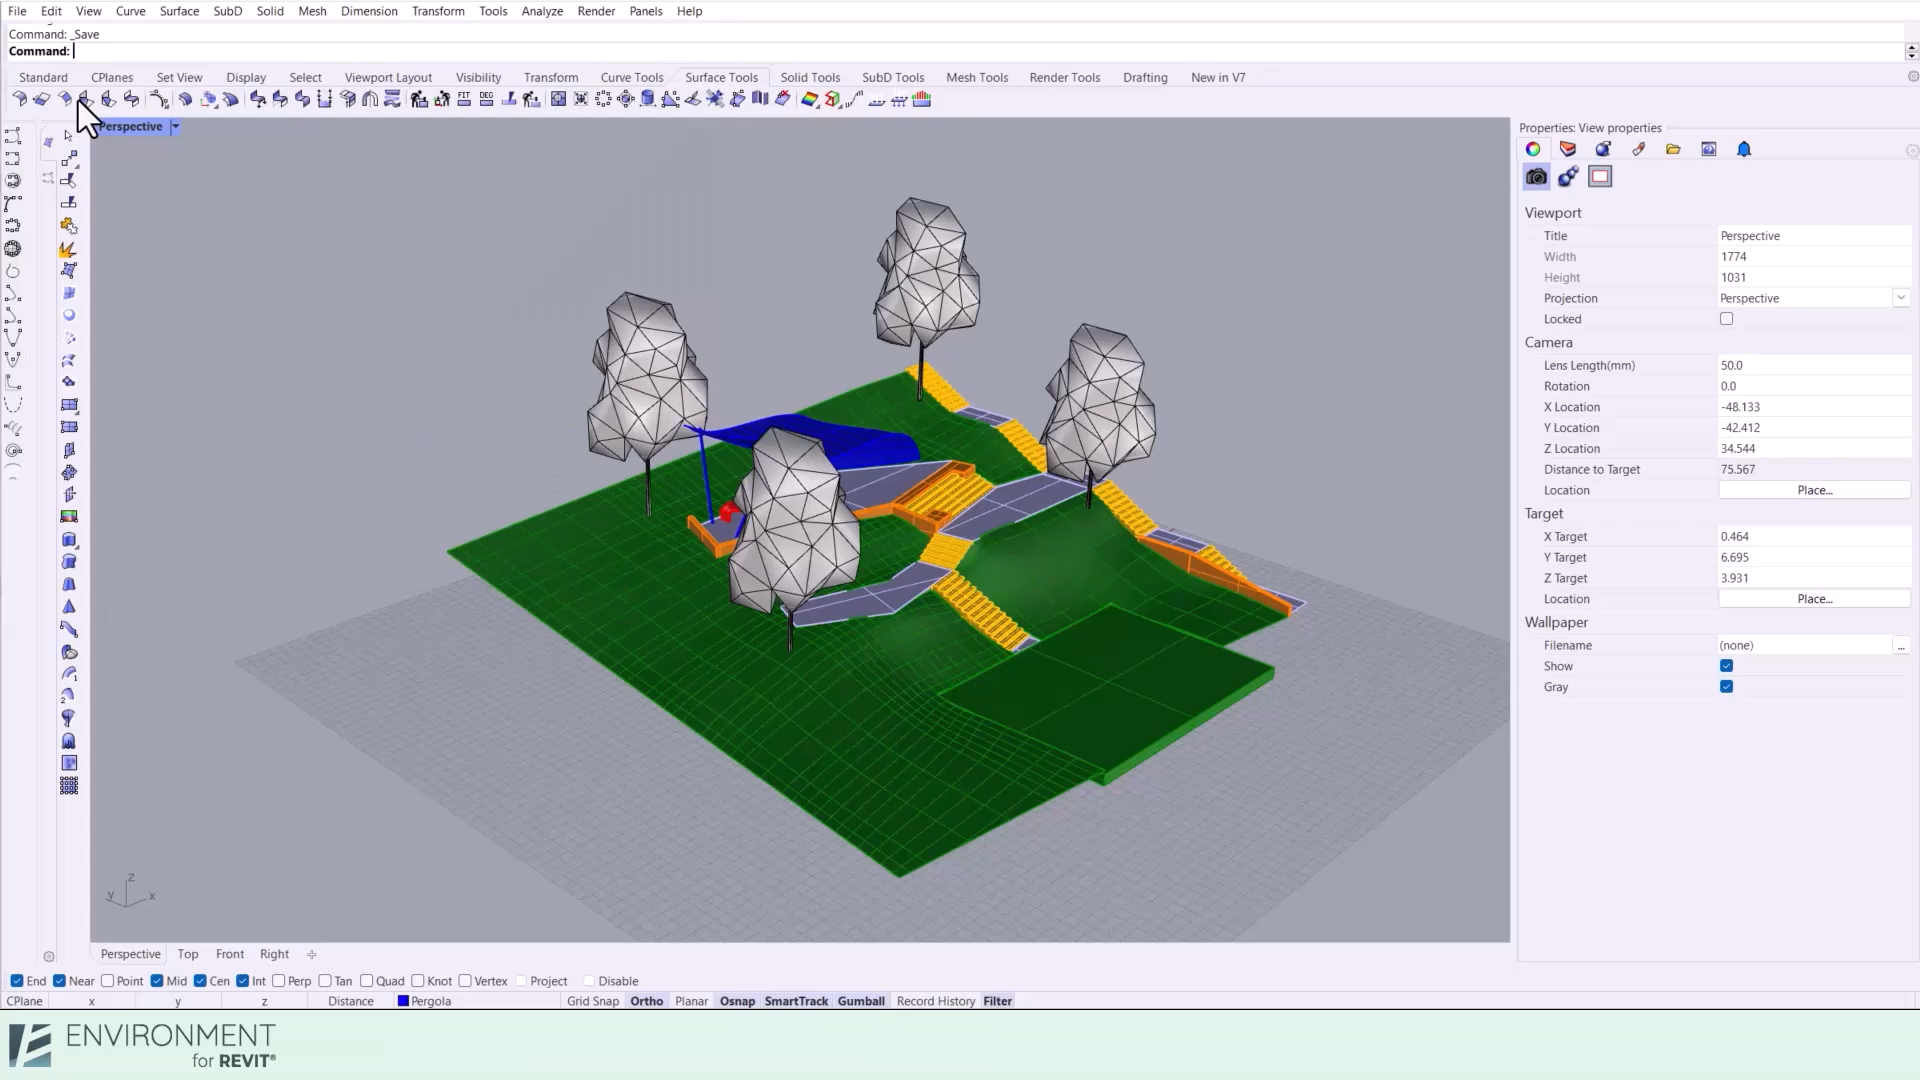 File Edit View Curve Surface SubD Solid Mesh Dimension Transform Tools Analyze Render Panels Help
Command: _Save
Command:
Standard CPlanes Set View Display Select Viewport Layout Visibility Transform Curve Tools Surface Tools Solid Tools SubD Tools Mesh Tools Render Tools Drafting New in V7
FIT DEG
Perspective
Properties: View properties
Viewport
Title Perspective
Width 1774
Height 1031
Projection Perspective
Locked
Camera
Lens Length(mm) 50.0
Rotation 0.0
X Location -48.133
Y Location -42.412
Z Location 34.544
Distance to Target 75.567
Location Place...
Target
X Target 0.464
Y Target 6.695
Z Target 3.931
Location Place...
Wallpaper
Filename (none) ...
Show
Gray
z
y x
Perspective Top Front Right
End Near Point Mid Cen Int Perp Tan Quad Knot Vertex Project Disable
CPlane x y z Distance Pergola Grid Snap Ortho Planar Osnap SmartTrack Gumball Record History Filter
ENVIRONMENT
for REVIT®